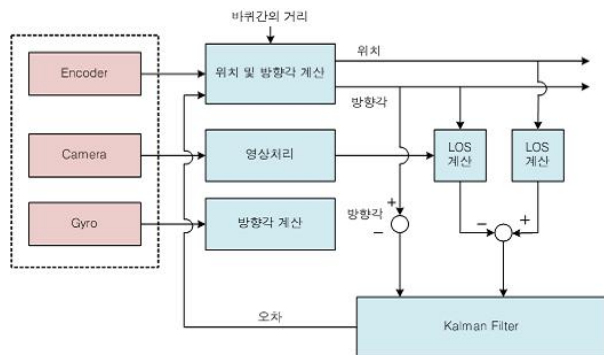 바퀴간의 거리
위치
Encoder
위치 및 방향각 계산
방향각
Camera
영상처리
LOS
계산
LOS
계산
Gyro
방향각 계산
방향각
+
−
−
+
오차
Kalman Filter